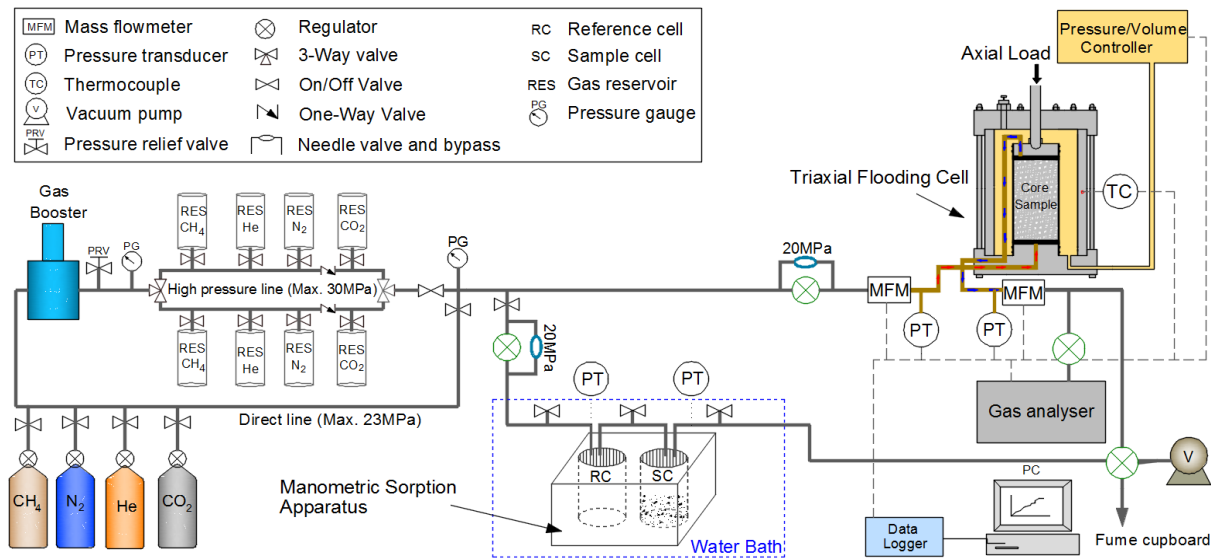 MFM Mass flowmeter
PT Pressure transducer
TC Thermocouple
V Vacuum pump
PRV Pressure relief valve
Regulator
3-Way valve
On/Off Valve
One-Way Valve
Needle valve and bypass
RC Reference cell
SC Sample cell
RES Gas reservoir
PG Pressure gauge
Pressure/Volume
Controller
Axial Load
Triaxial Flooding
Cell
Core
Sample
TC
Gas
Booster
PRV
PG
RES
CH4
RES
He
RES
N2
RES
CO2
PG
High pressure line (Max. 30MPa)
RES
CH4
RES
He
RES
N2
RES
CO2
20MPa
MFM
MFM
PT
PT
20MPa
Direct line (Max. 23MPa)
PT
PT
Gas analyser
CH4
N2
He
CO2
RC
SC
Manometric Sorption
Apparatus
Water Bath
V
PC
Data
Logger
Fume cupboard